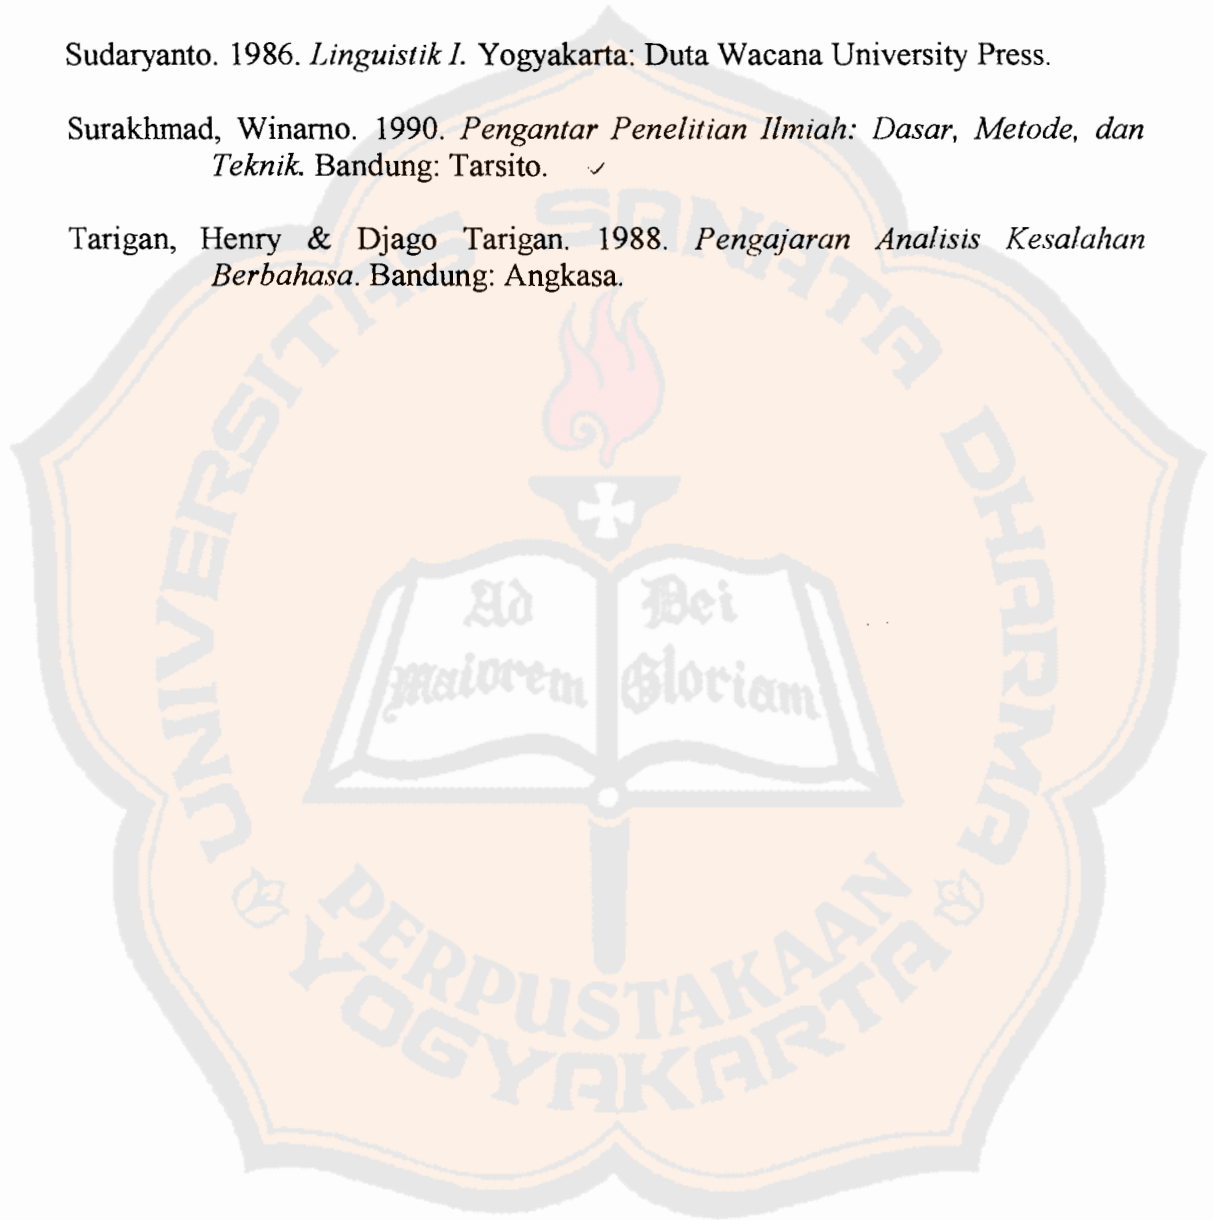 Sudaryanto. 1986. Linguistik I. Yogyakarta: Duta Wacana University Press.
Surakhmad, Winarno. 1990. Pengantar Penelitian Ilmiah: Dasar, Metode, dan
Teknik. Bandung: Tarsito.
Tarigan, Henry & Djago Tarigan. 1988. Pengajaran Analisis Kesalahan
Berbahasa. Bandung: Angkasa.
UNIVERSITAS SANATA DHARMA
Ad Dei
Maiorem Gloriam
PERPUSTAKAAN
YOGYAKARTA